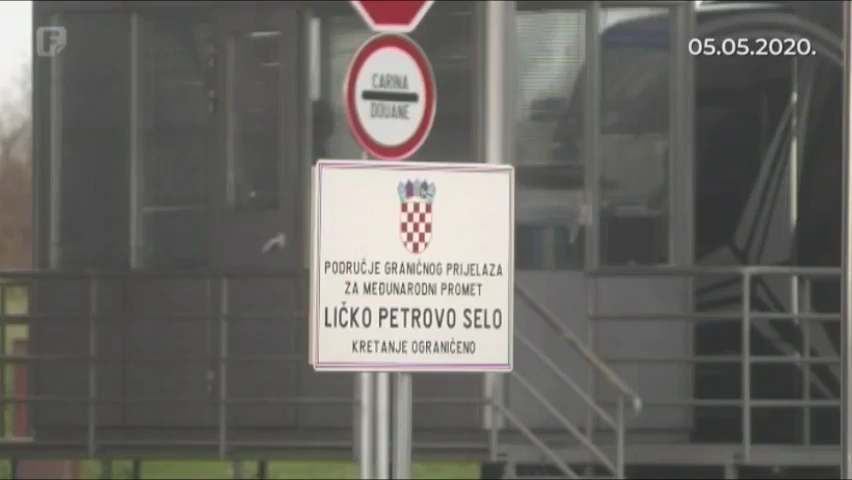 F
05.05.2020.
CARINA
DOUANE
PODRUČJE GRANIČNOG PRIJELAZA
ZA MEĐUNARODNI PROMET
LIČKO PETROVO SELO
KRETANJE OGRANIČENO